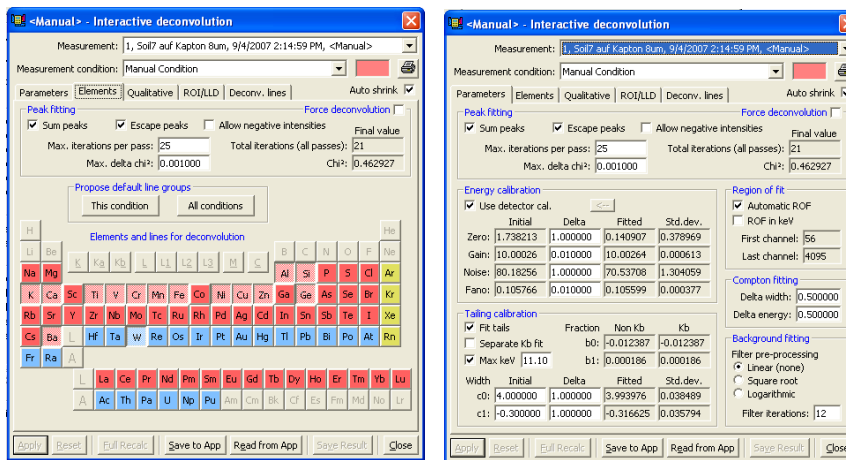 <Manual> - Interactive deconvolution
Measurement: 1, Soil7 auf Kapton 8um, 9/4/2007 2:14:59 PM, <Manual>
Measurement condition: Manual Condition
Parameters Elements Qualitative ROI/LLD Deconv. lines Auto shrink
Peak fitting Force deconvolution
Sum peaks Escape peaks Allow negative intensities Final value
Max. iterations per pass: 25 Total iterations (all passes): 21
Max. delta chi²: 0.001000 Chi²: 0.462927
Propose default line groups
This condition All conditions
Elements and lines for deconvolution
H He
Li Be K Ka Kb L L1 L2 L3 M C B C N O F Ne
Na Mg Al Si P S Cl Ar
K Ca Sc Ti V Cr Mn Fe Co Ni Cu Zn Ga Ge As Se Br Kr
Rb Sr Y Zr Nb Mo Tc Ru Rh Pd Ag Cd In Sn Sb Te I Xe
Cs Ba L Hf Ta W Re Os Ir Pt Au Hg Tl Pb Bi Po At Rn
Fr Ra A
L La Ce Pr Nd Pm Sm Eu Gd Tb Dy Ho Er Tm Yb Lu
A Ac Th Pa U Np Pu Am Cm Bk Cf Es Fm Md No Lr
Apply Reset Full Recalc Save to App Read from App Save Result Close
<Manual> - Interactive deconvolution
Measurement: 1, Soil7 auf Kapton 8um, 9/4/2007 2:14:59 PM, <Manual>
Measurement condition: Manual Condition
Parameters Elements Qualitative ROI/LLD Deconv. lines Auto shrink
Peak fitting Force deconvolution
Sum peaks Escape peaks Allow negative intensities Final value
Max. iterations per pass: 25 Total iterations (all passes): 21
Max. delta chi²: 0.001000 Chi²: 0.462927
Energy calibration
Use detector cal. <--
Initial Delta Fitted Std.dev.
Zero: 1.738213 1.000000 0.140907 0.378969
Gain: 10.00026 0.010000 10.00264 0.000613
Noise: 80.18256 1.000000 70.53708 1.304059
Fano: 0.105766 0.010000 0.105599 0.000377
Tailing calibration
Fit tails Fraction Non Kb Kb
Separate Kb fit b0: -0.012387 -0.012387
Max keV 11.10 b1: 0.000186 0.000186
Width Initial Delta Fitted Std.dev.
c0: 4.000000 1.000000 3.993976 0.038489
c1: -0.300000 1.000000 -0.316625 0.035794
Region of fit
Automatic ROF
ROF in keV
First channel: 56
Last channel: 4095
Compton fitting
Delta width: 0.500000
Delta energy: 0.500000
Background fitting
Filter pre-processing
Linear (none)
Square root
Logarithmic
Filter iterations: 12
Apply Reset Full Recalc Save to App Read from App Save Result Close